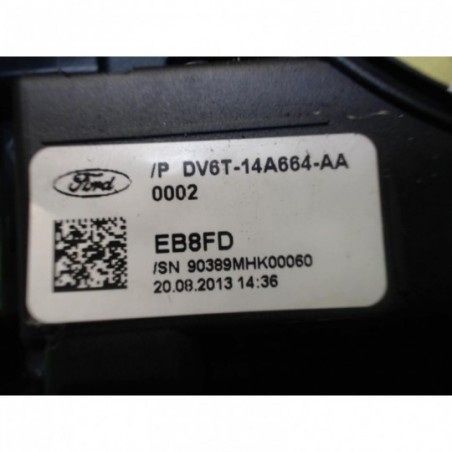 Ford
/P DV6T-14A664-AA
0002
EB8FD
/SN 90389MHK00060
20.08.2013 14:36